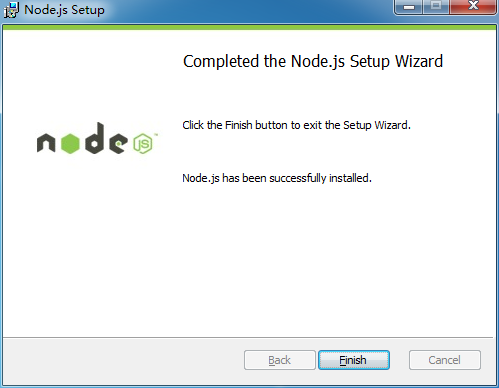 Node.js Setup
Completed the Node.js Setup Wizard
Click the Finish button to exit the Setup Wizard.
node JS™
Node.js has been successfully installed.
Back Finish Cancel